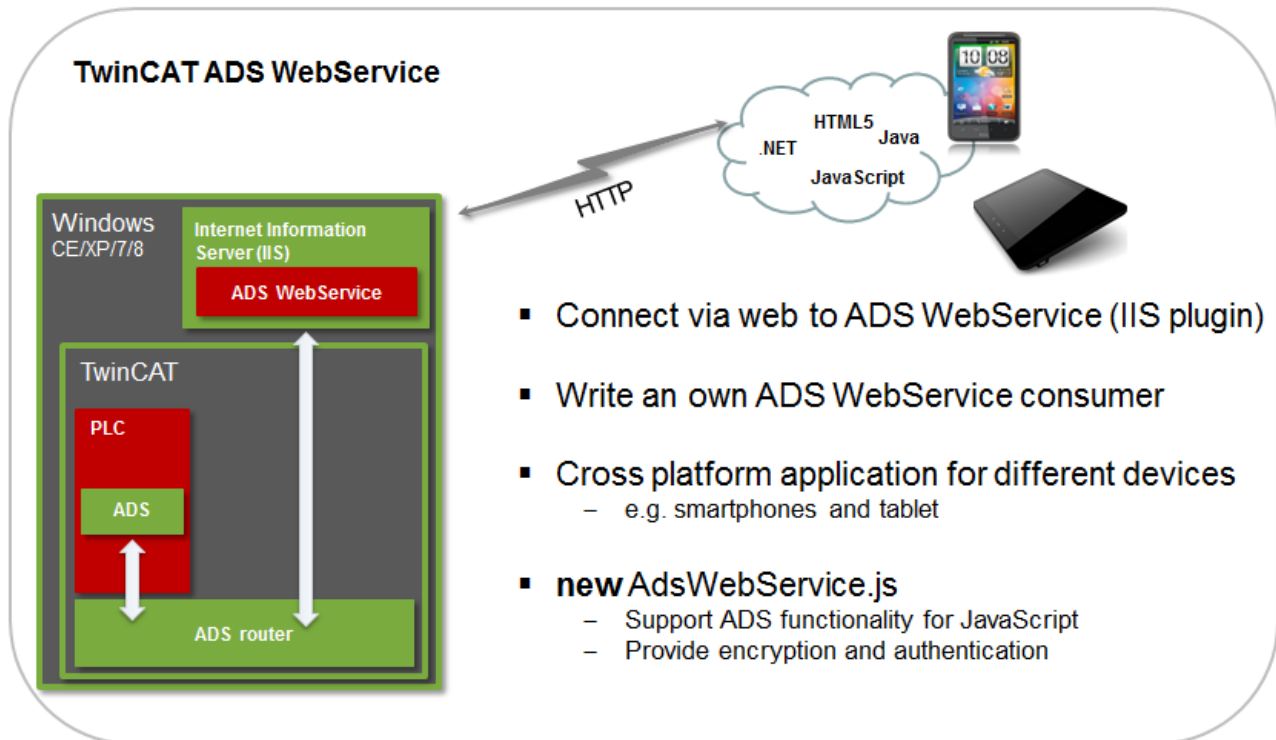 TwinCAT ADS WebService
10 08
HTML5
.NET
Java
JavaScript
HTTP
Windows
CE/XP/7/8
Internet Information
Server (IIS)
ADS WebService
TwinCAT
PLC
ADS
ADS router
▪ Connect via web to ADS WebService (IIS plugin)
▪ Write an own ADS WebService consumer
▪ Cross platform application for different devices
– e.g. smartphones and tablet
▪ new AdsWebService.js
– Support ADS functionality for JavaScript
– Provide encryption and authentication